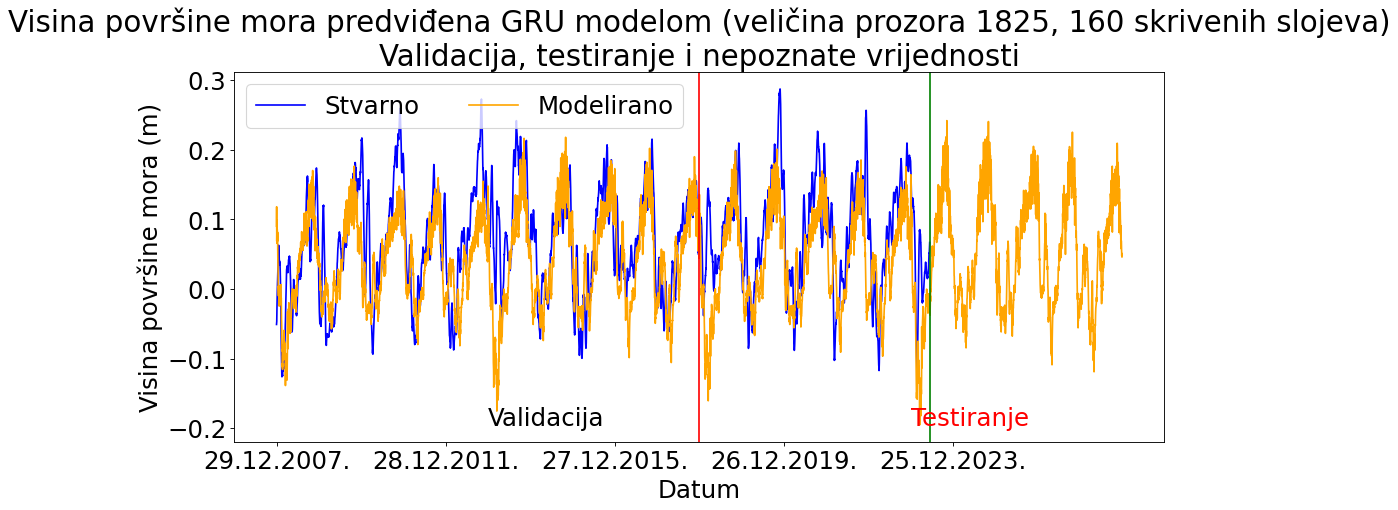 Visina površine mora predviđena GRU modelom (veličina prozora 1825, 160 skrivenih slojeva)
Validacija, testiranje i nepoznate vrijednosti
Stvarno
Modelirano
Visina površine mora (m)
0.3
0.2
0.1
0.0
−0.1
−0.2
Validacija
Testiranje
29.12.2007.
28.12.2011.
27.12.2015.
26.12.2019.
25.12.2023.
Datum